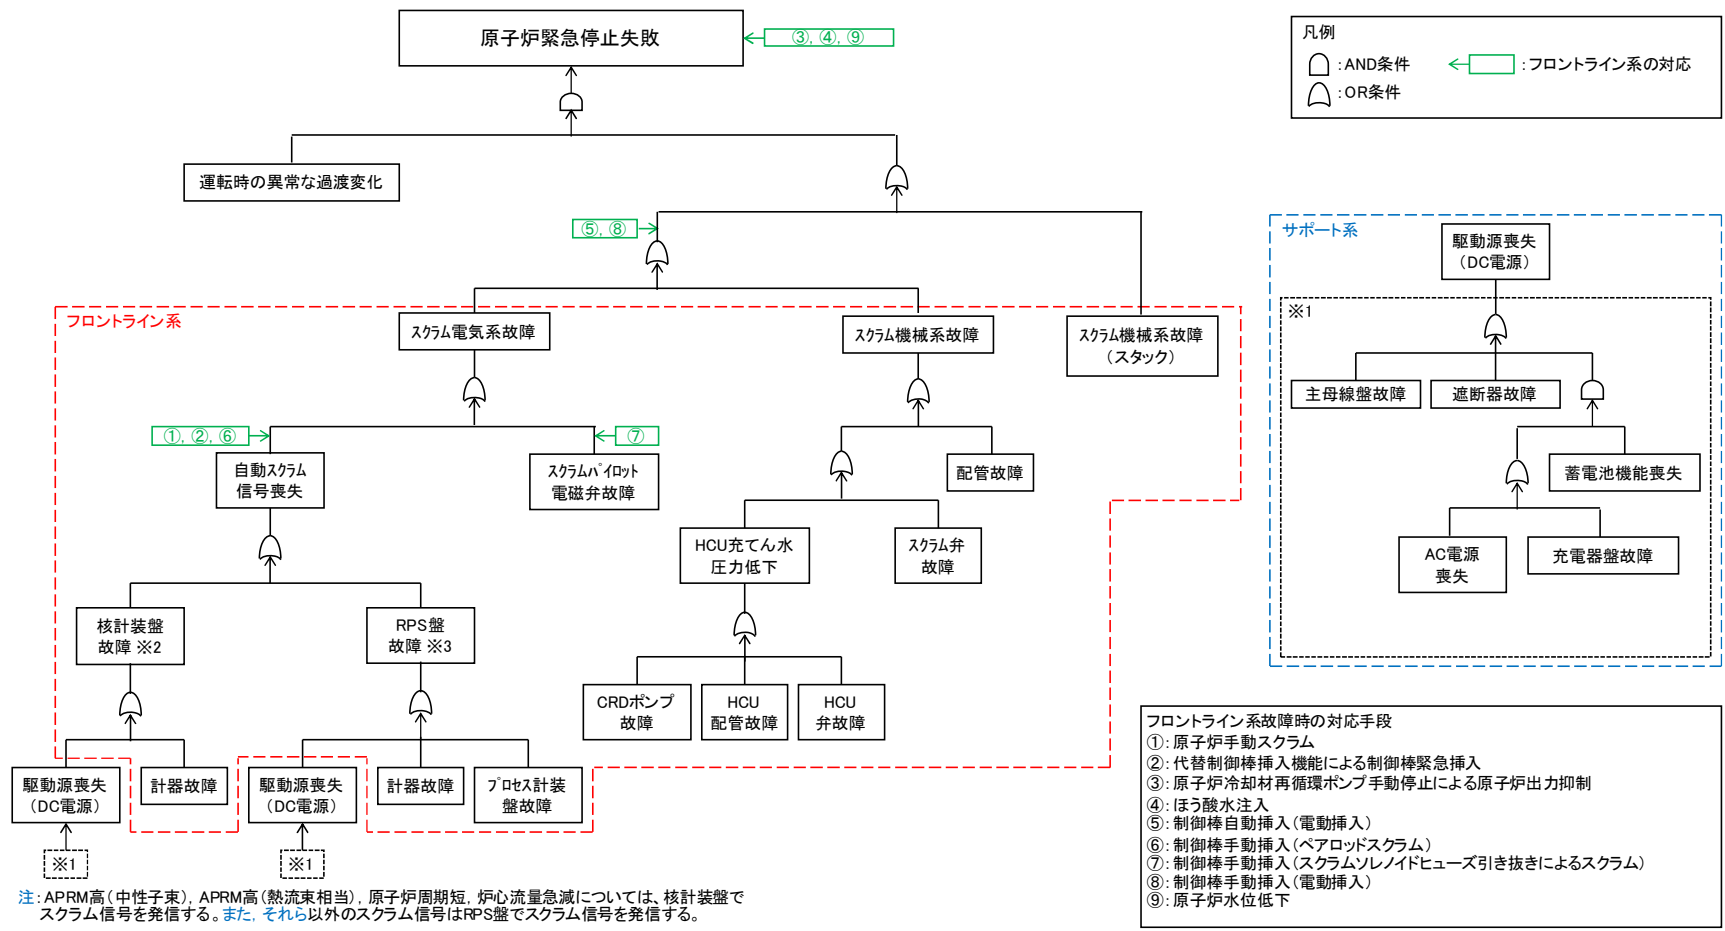 原子炉緊急停止失敗
③, ④, ⑨
凡例
：AND条件
：フロントライン系の対応
：OR条件
運転時の異常な過渡変化
⑤, ⑧
サポート系
駆動源喪失
（DC電源）
※1
主母線盤故障
遮断器故障
蓄電池機能喪失
AC電源
喪失
充電器盤故障
フロントライン系
スクラム電気系故障
スクラム機械系故障
スクラム機械系故障
（スタック）
①, ②, ⑥
⑦
自動スクラム
信号喪失
スクラムパイロット
電磁弁故障
配管故障
HCU充てん水
圧力低下
スクラム弁
故障
核計装盤
故障 ※2
RPS盤
故障 ※3
CRDポンプ
故障
HCU
配管故障
HCU
弁故障
駆動源喪失
（DC電源）
計器故障
駆動源喪失
（DC電源）
計器故障
プロセス計装
盤故障
※1
※1
注：APRM高（中性子束），APRM高（熱流束相当），原子炉周期短，炉心流量急減については、核計装盤で
スクラム信号を発信する。また，それら以外のスクラム信号はRPS盤でスクラム信号を発信する。
フロントライン系故障時の対応手段
①：原子炉手動スクラム
②：代替制御棒挿入機能による制御棒緊急挿入
③：原子炉冷却材再循環ポンプ手動停止による原子炉出力抑制
④：ほう酸水注入
⑤：制御棒自動挿入（電動挿入）
⑥：制御棒手動挿入（ペアロッドスクラム）
⑦：制御棒手動挿入（スクラムソレノイドヒューズ引き抜きによるスクラム）
⑧：制御棒手動挿入（電動挿入）
⑨：原子炉水位低下